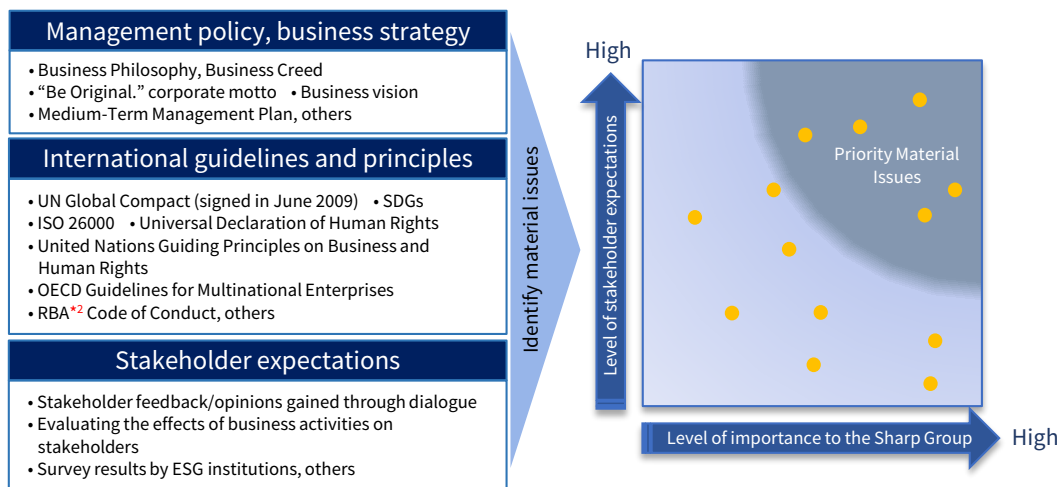 Management policy, business strategy
• Business Philosophy, Business Creed
• “Be Original.” corporate motto • Business vision
• Medium-Term Management Plan, others
International guidelines and principles
• UN Global Compact (signed in June 2009) • SDGs
• ISO 26000 • Universal Declaration of Human Rights
• United Nations Guiding Principles on Business and
Human Rights
• OECD Guidelines for Multinational Enterprises
• RBA*2 Code of Conduct, others
Stakeholder expectations
• Stakeholder feedback/opinions gained through dialogue
• Evaluating the effects of business activities on
stakeholders
• Survey results by ESG institutions, others
Identify material issues
High
Level of stakeholder expectations
Priority Material
Issues
Level of importance to the Sharp Group
High